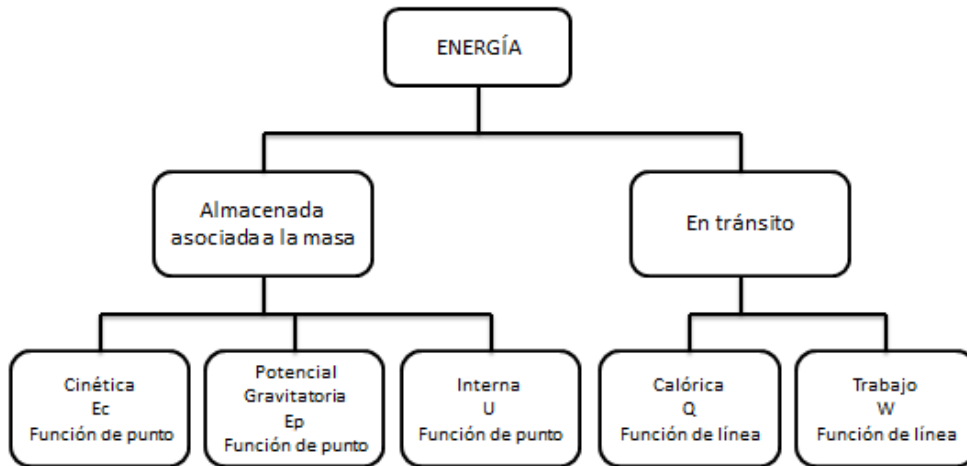 ENERGÍA
Almacenada
asociada a la masa
En tránsito
Cinética
Ec
Función de punto
Potencial
Gravitatoria
Ep
Función de punto
Interna
U
Función de punto
Calórica
Q
Función de línea
Trabajo
W
Función de línea